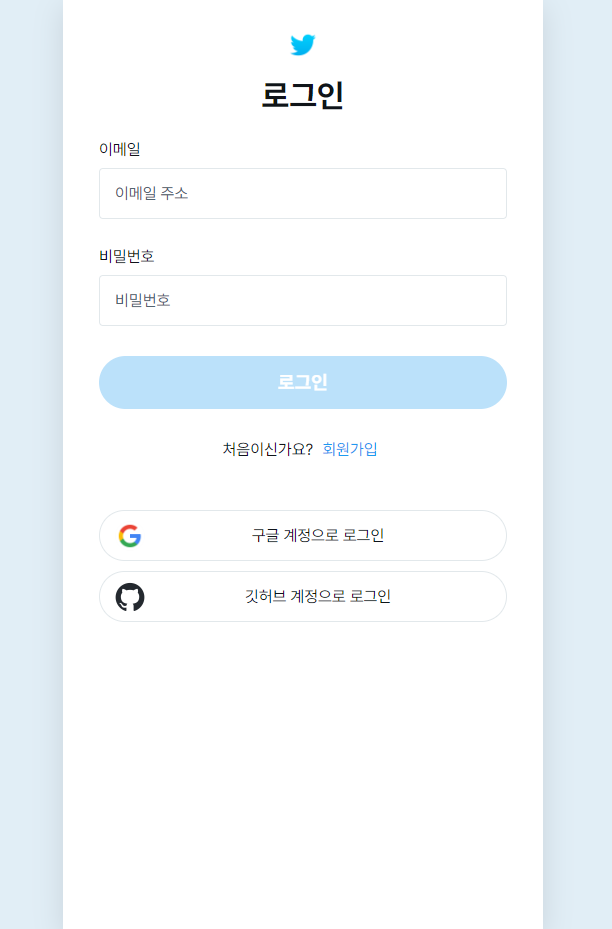 로그인
이메일
이메일 주소
비밀번호
비밀번호
로그인
처음이신가요? 회원가입
구글 계정으로 로그인
깃허브 계정으로 로그인